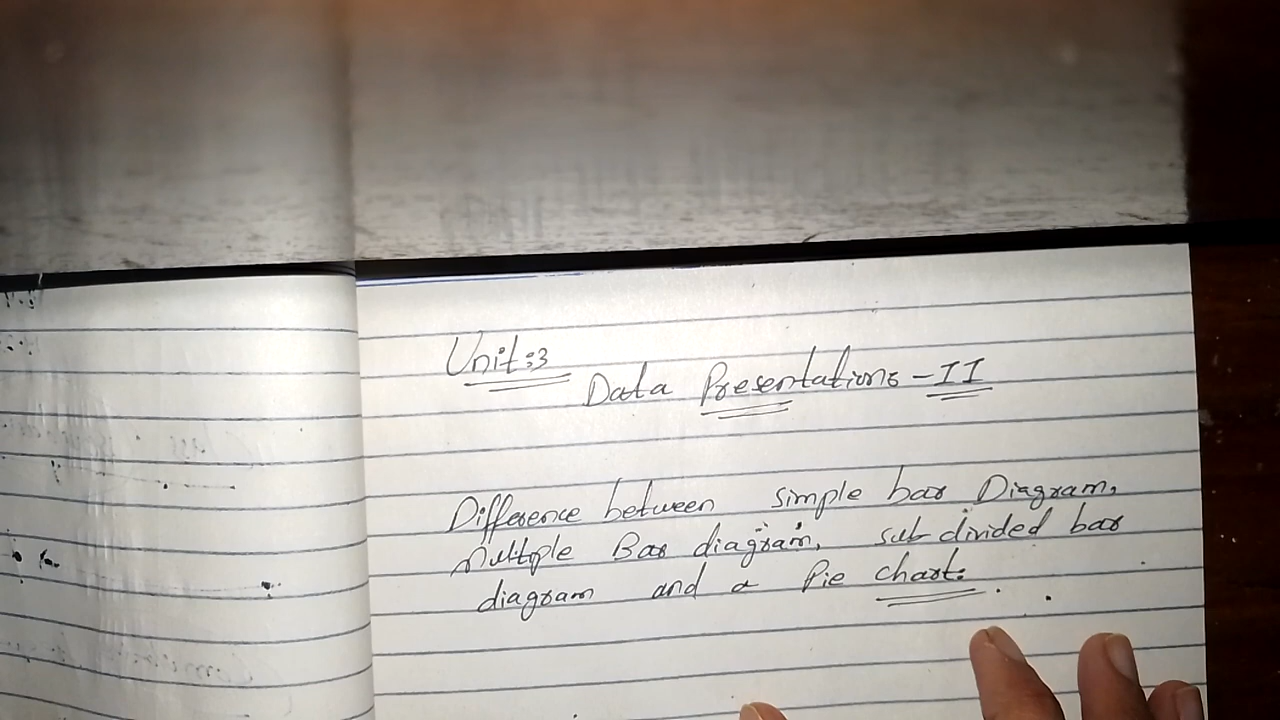 Unit:3
Data Presentations - II
Difference between simple bar Diagram,
multiple Bar diagram, sub divided bar
diagram and a Pie chart.